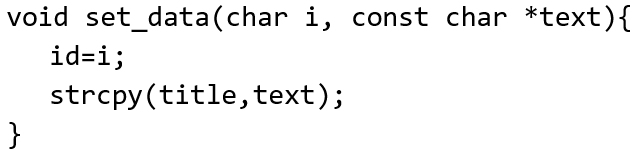 void set_data(char i, const char *text){
id=i;
strcpy(title,text);
}